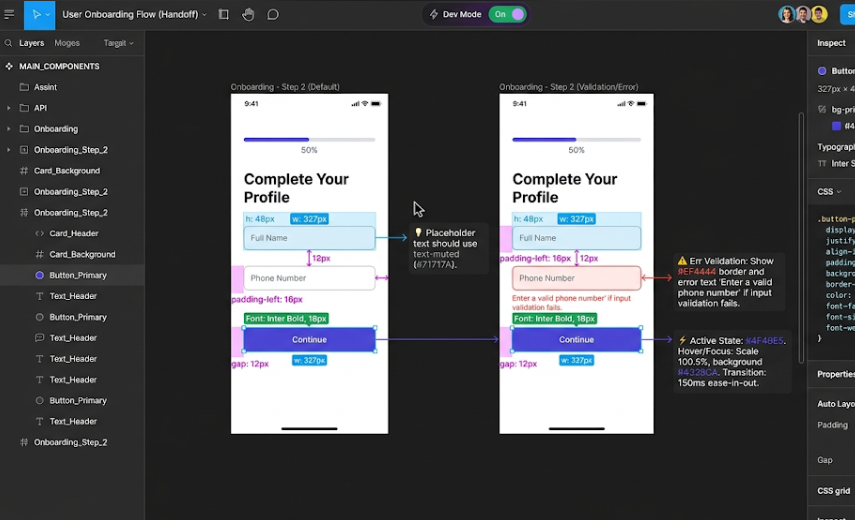 User Onboarding Flow (Handoff)
Dev Mode
On
Layers
Moges
Targit
MAIN_COMPONENTS
Assint
API
Onboarding
Onboarding_Step_2
Card_Background
Onboarding_Step_2
Onboarding_Step_2
Card_Header
Card_Background
Button_Primary
Text_Header
Button_Primary
Text_Header
Text_Header
Text_Header
Button_Primary
Text_Header
Onboarding_Step_2
Onboarding - Step 2 (Default)
9:41
50%
Complete Your
Profile
h: 48px
w: 327px
Full Name
12px
Phone Number
padding-left: 16px
Font: Inter Bold, 18px
Continue
w: 327px
gap: 12px
💡 Placeholder
text should use
text-muted
(#71717A).
Onboarding - Step 2 (Validation/Error)
9:41
50%
Complete Your
Profile
h: 48px
w: 327px
Full Name
padding-left: 16px
12px
Phone Number
Enter a valid phone number' if input
validation fails.
Font: Inter Bold, 18px
Continue
w: 327px
gap: 12px
⚠️ Err Validation: Show
#EF4444 border and
error text 'Enter a valid
phone number' if input
validation fails.
⚡ Active State: #4F46E5.
Hover/Focus: Scale
100.5%, background
#4338CA. Transition:
150ms ease-in-out.
Inspect
Button
327px × 4
bg-pri
#4
Typograph
Inter S
CSS
.button-p
display
justify
align-i
padding
backgro
border-
color:
font-fa
font-si
font-we
}
Properties
Auto Layo
Padding
Gap
CSS grid